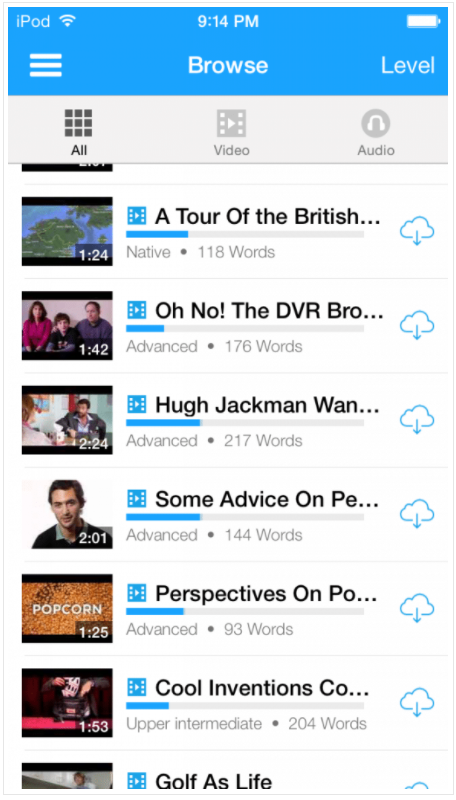 iPod 9:14 PM
Browse Level
All Video Audio
A Tour Of the British...
1:24 Native • 118 Words
Oh No! The DVR Bro...
1:42 Advanced • 176 Words
Hugh Jackman Wan...
2:24 Advanced • 217 Words
Some Advice On Pe...
2:01 Advanced • 144 Words
Perspectives On Po...
POPCORN
1:25 Advanced • 93 Words
Cool Inventions Co...
1:53 Upper intermediate • 204 Words
Golf As Life